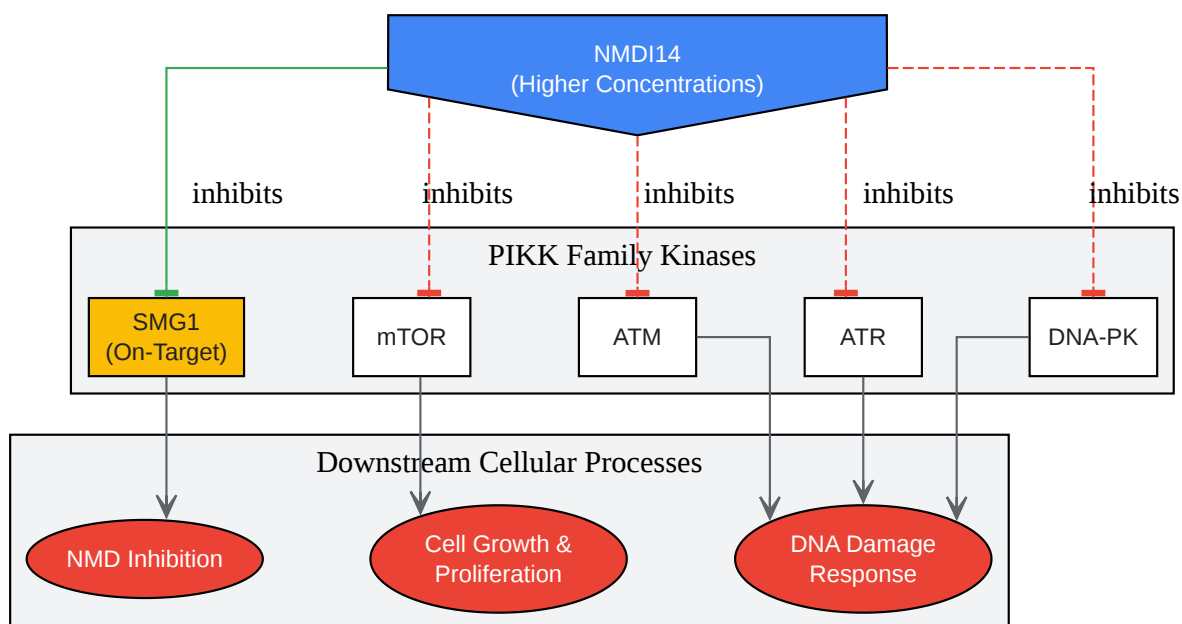 NMDI14
(Higher Concentrations)
inhibits
inhibits
inhibits
inhibits
inhibits
PIKK Family Kinases
SMG1
(On-Target)
mTOR
ATM
ATR
DNA-PK
Downstream Cellular Processes
NMD Inhibition
Cell Growth &
Proliferation
DNA Damage
Response